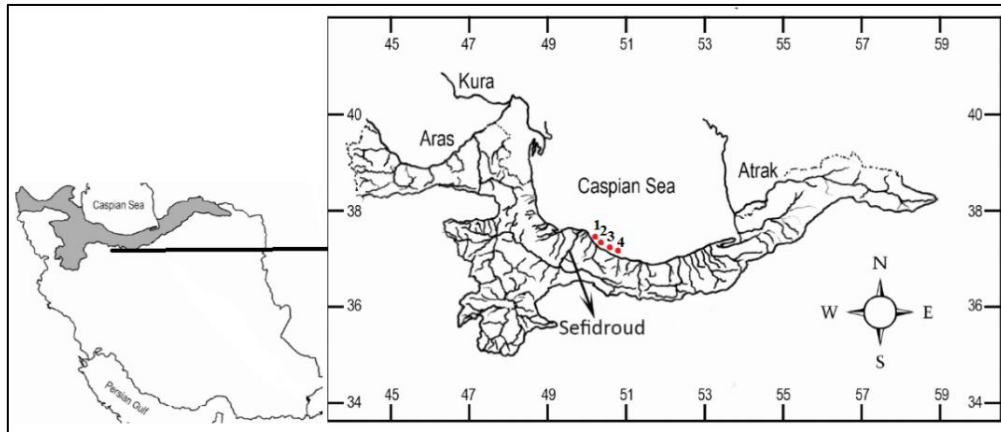 45 47 49 51 53 55 57 59
Kura
40 40
Aras
Atrak
Caspian Sea
Caspian Sea
38 38
1 2 3 4
N
W E
S
36 36
Sefidroud
Persian Gulf
34 34
45 47 49 51 53 55 57 59